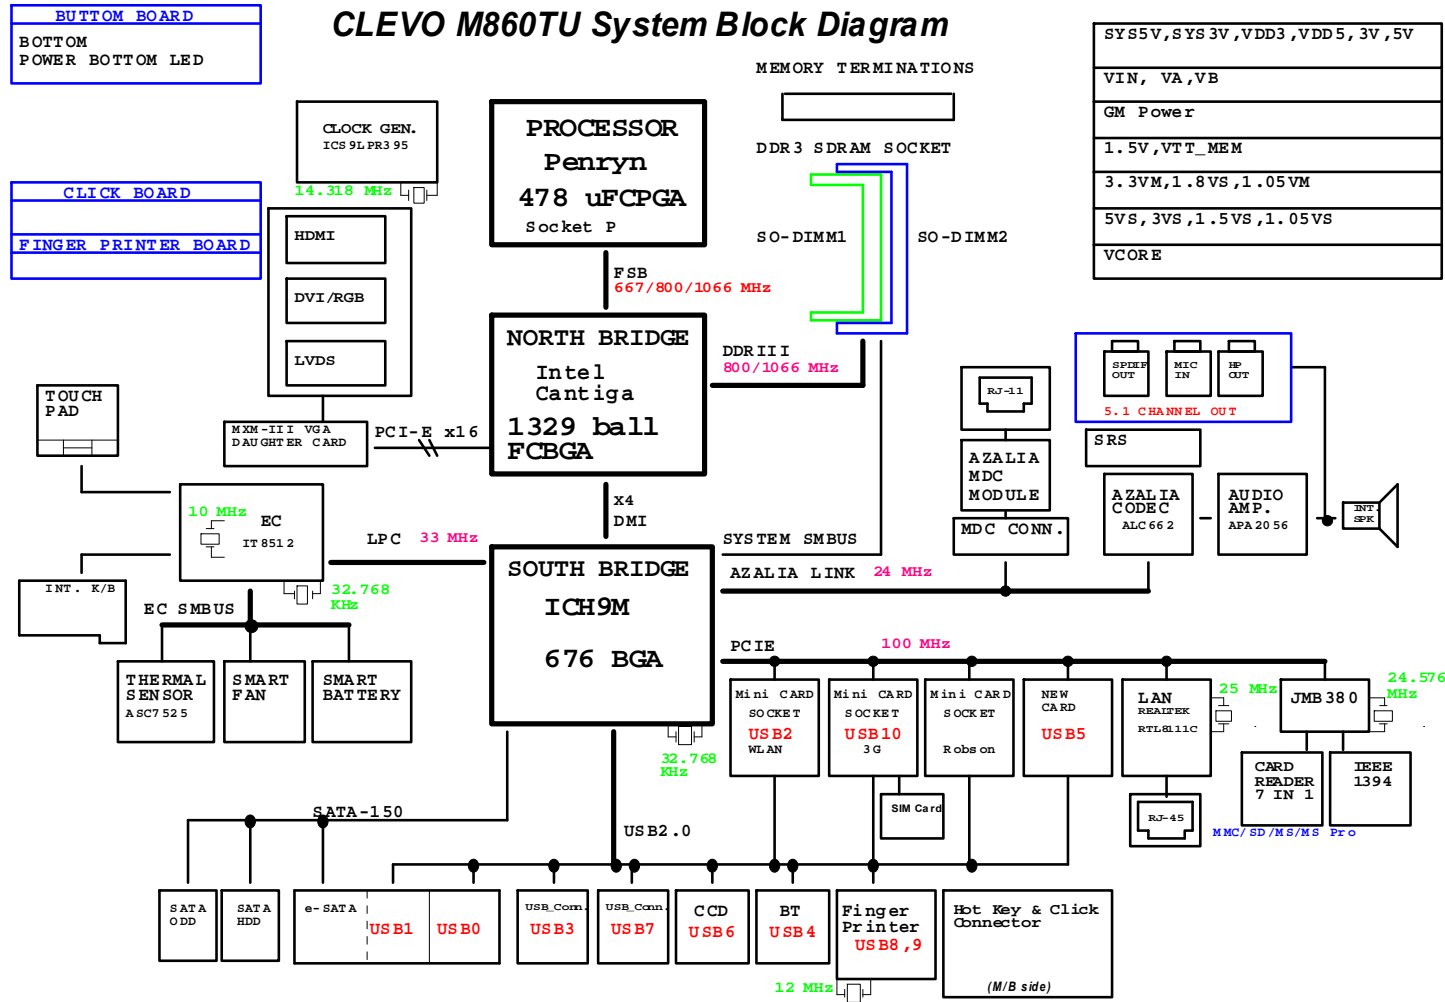 CLEVO M860TU System Block Diagram
BUTTOM BOARD
BOTTOM
POWER BOTTOM LED
CLICK BOARD
FINGER PRINTER BOARD
CLOCK GEN.
ICS9LPR395
14.318 MHz
HDMI
DVI/RGB
LVDS
MXM-III VGA
DAUGHTER CARD
PCI-E x16
PROCESSOR
Penryn
478 uFCPGA
Socket P
FSB
667/800/1066 MHz
NORTH BRIDGE
Intel
Cantiga
1329 ball
FCBGA
X4
DMI
MEMORY TERMINATIONS
DDR3 SDRAM SOCKET
SO-DIMM1
SO-DIMM2
DDRIII
800/1066 MHz
SYS5V,SYS3V,VDD3,VDD5,3V,5V
VIN, VA,VB
GM Power
1.5V,VTT_MEM
3.3VM,1.8VS,1.05VM
5VS,3VS,1.5VS,1.05VS
VCORE
TOUCH
PAD
10 MHz
EC
IT8512
INT. K/B
32.768
KHz
LPC 33 MHz
EC SMBUS
THERMAL
SENSOR
ASC7525
SMART
FAN
SMART
BATTERY
SOUTH BRIDGE
ICH9M
676 BGA
32.768
KHz
SYSTEM SMBUS
AZALIA LINK 24 MHz
RJ-11
AZALIA
MDC
MODULE
MDC CONN.
SPDIF
OUT
MIC
IN
HP
OUT
5.1 CHANNEL OUT
SRS
AZALIA
CODEC
ALC662
AUDIO
AMP.
APA2056
INT.
SPK
PCIE
100 MHz
Mini CARD
SOCKET
USB2
WLAN
Mini CARD
SOCKET
USB10
3G
SIM Card
Mini CARD
SOCKET
Robson
NEW
CARD
USB5
LAN
REALTEK
RTL8111C
25 MHz
RJ-45
JMB380
24.576
MHz
CARD
READER
7 IN 1
IEEE
1394
MMC/SD/MS/MS Pro
SATA-150
USB2.0
SATA
ODD
SATA
HDD
e-SATA
USB1
USB0
USB_Conn.
USB3
USB_Conn.
USB7
CCD
USB6
BT
USB4
Finger
Printer
USB8,9
12 MHz
Hot Key & Click
Connector
(M/B side)